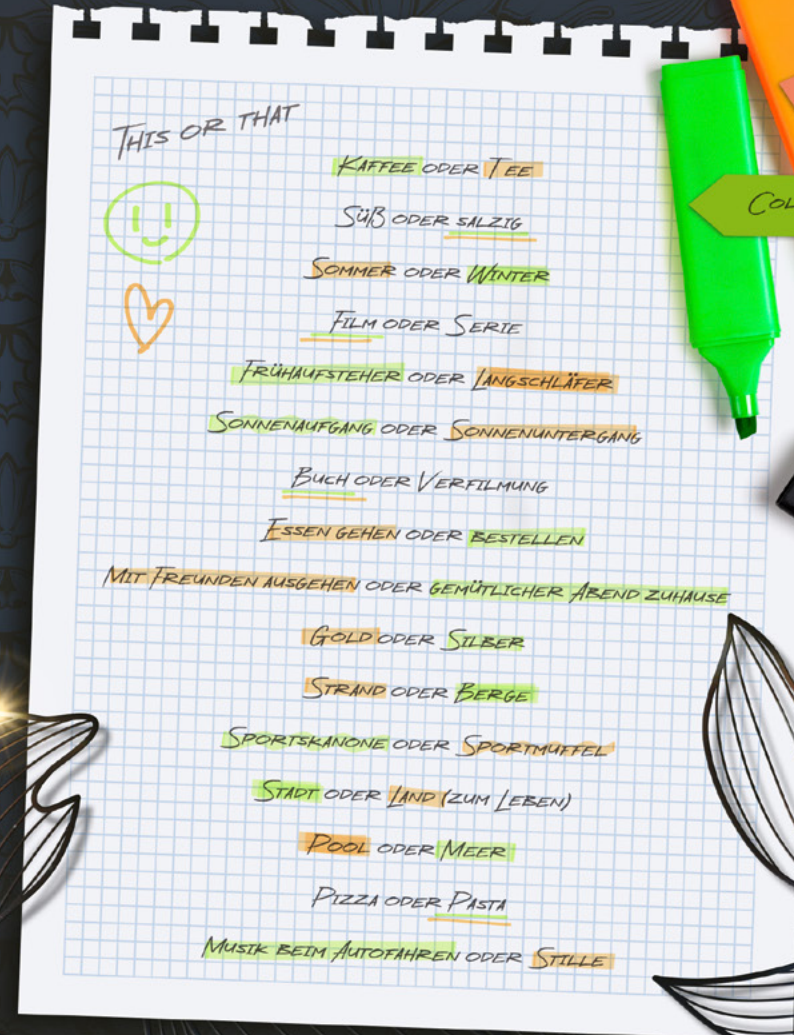 THIS OR THAT
KAFFEE ODER TEE
SÜß ODER SALZIG
SOMMER ODER WINTER
FILM ODER SERIE
FRÜHAUFSTEHER ODER LANGSCHLÄFER
SONNENAUFGANG ODER SONNENUNTERGANG
BUCH ODER VERFILMUNG
ESSEN GEHEN ODER BESTELLEN
MIT FREUNDEN AUSGEHEN ODER GEMÜTLICHER ABEND ZUHAUSE
GOLD ODER SILBER
STRAND ODER BERGE
SPORTSKANONE ODER SPORTMUFFEL
STADT ODER LAND (ZUM LEBEN)
POOL ODER MEER
PIZZA ODER PASTA
MUSIK BEIM AUTOFAHREN ODER STILLE